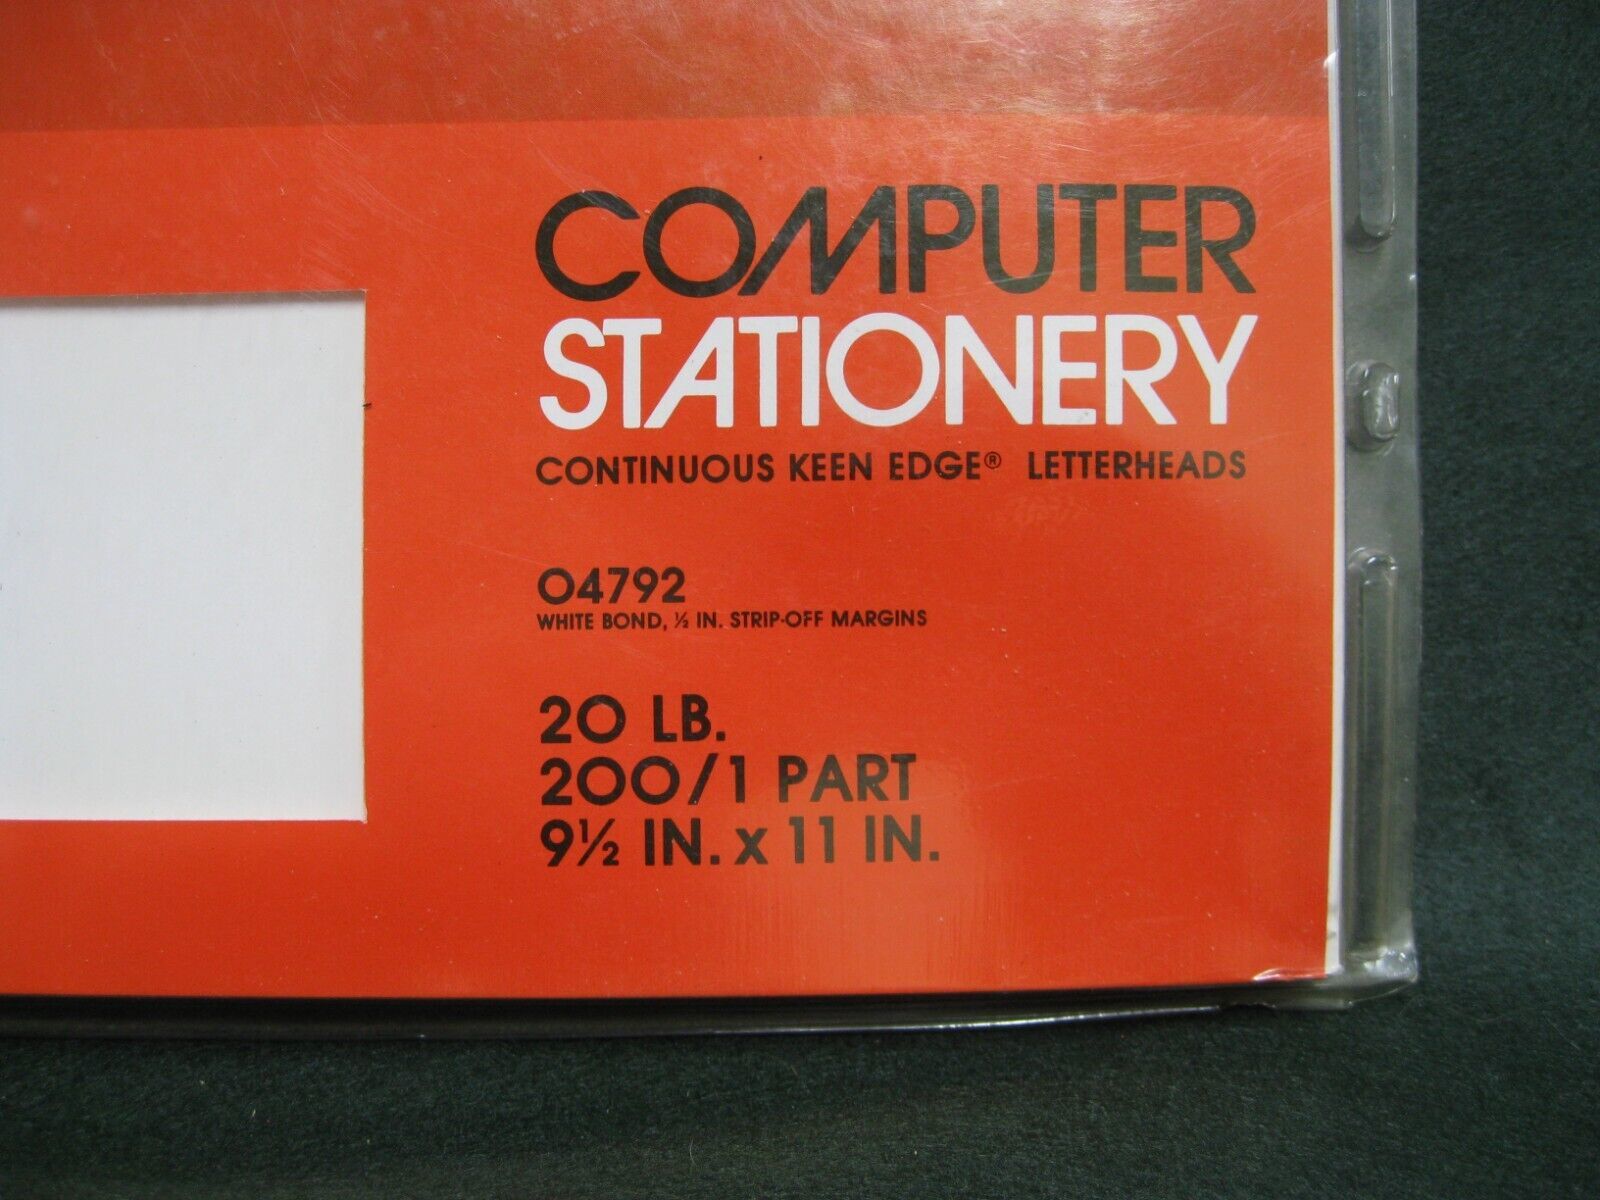 COMPUTER
STATIONERY
CONTINUOUS KEEN EDGE® LETTERHEADS
04792
WHITE BOND, ½ IN. STRIP-OFF MARGINS
20 LB.
200/1 PART
9½ IN. x 11 IN.